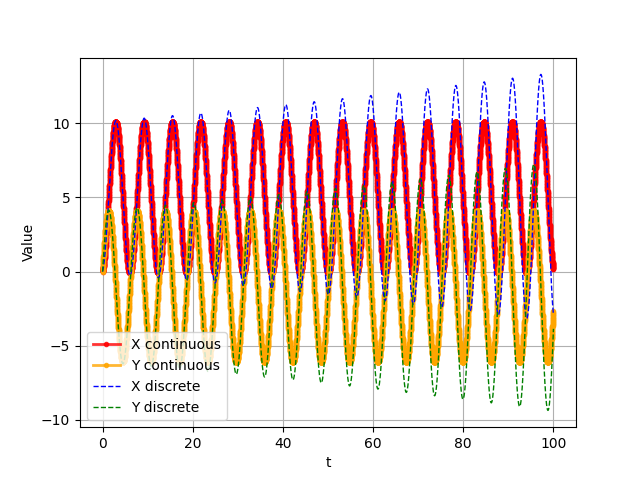 10
5
0
−5
−10
Value
X continuous
Y continuous
X discrete
Y discrete
0 20 40 60 80 100
t